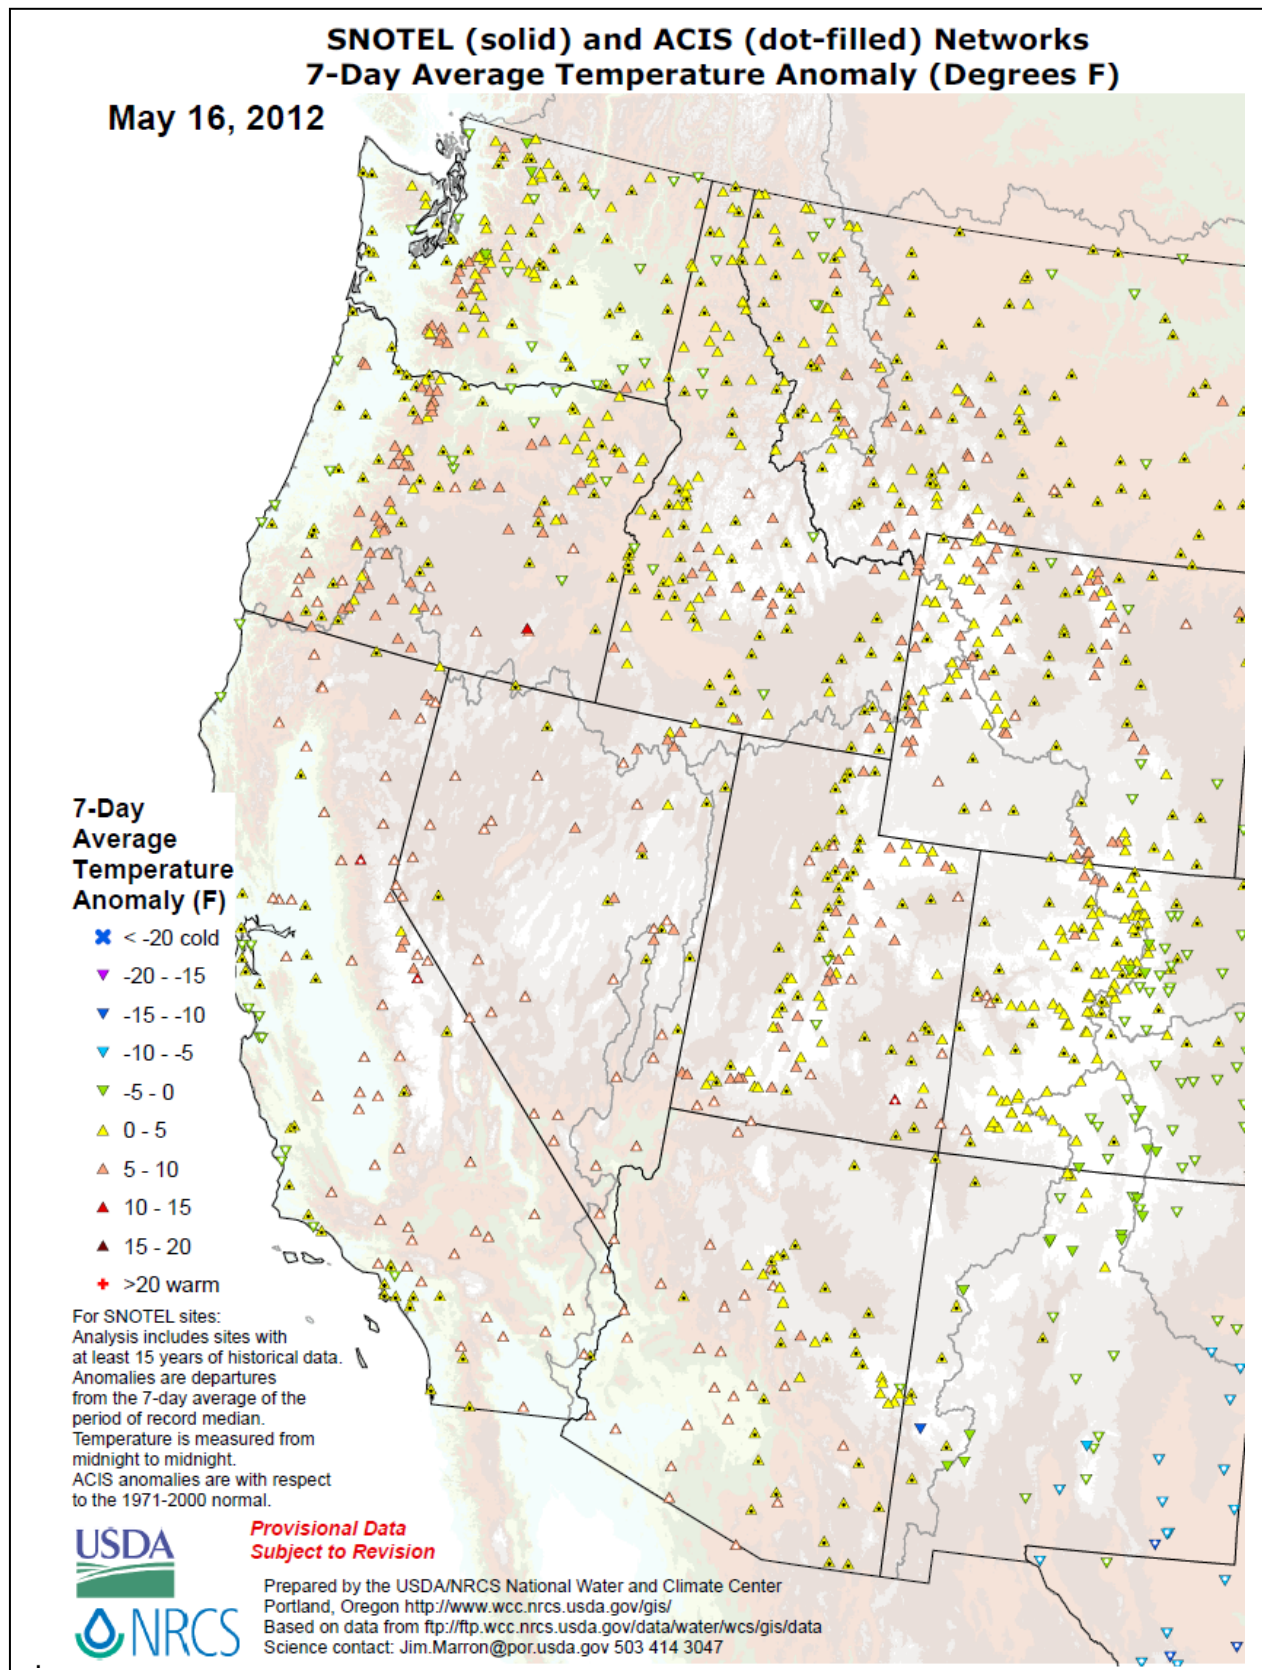 SNOTEL (solid) and ACIS (dot-filled) Networks
7-Day Average Temperature Anomaly (Degrees F)
May 16, 2012
7-Day
Average
Temperature
Anomaly (F)
< -20 cold
-20 - -15
-15 - -10
-10 - -5
-5 - 0
0 - 5
5 - 10
10 - 15
15 - 20
>20 warm
For SNOTEL sites:
Analysis includes sites with
at least 15 years of historical data.
Anomalies are departures
from the 7-day average of the
period of record median.
Temperature is measured from
midnight to midnight.
ACIS anomalies are with respect
to the 1971-2000 normal.
USDA
NRCS
Provisional Data
Subject to Revision
Prepared by the USDA/NRCS National Water and Climate Center
Portland, Oregon http://www.wcc.nrcs.usda.gov/gis/
Based on data from ftp://ftp.wcc.nrcs.usda.gov/data/water/wcs/gis/data
Science contact: Jim.Marron@por.usda.gov 503 414 3047